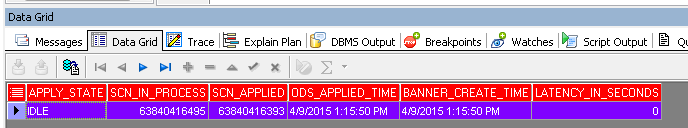 Data Grid
Messages Data Grid Trace Explain Plan DBMS Output Breakpoints Watches Script Output
APPLY_STATE SCN_IN_PROCESS SCN_APPLIED ODS_APPLIED_TIME BANNER_CREATE_TIME LATENCY_IN_SECONDS
IDLE 63840416495 63840416393 4/9/2015 1:15:50 PM 4/9/2015 1:15:50 PM 0